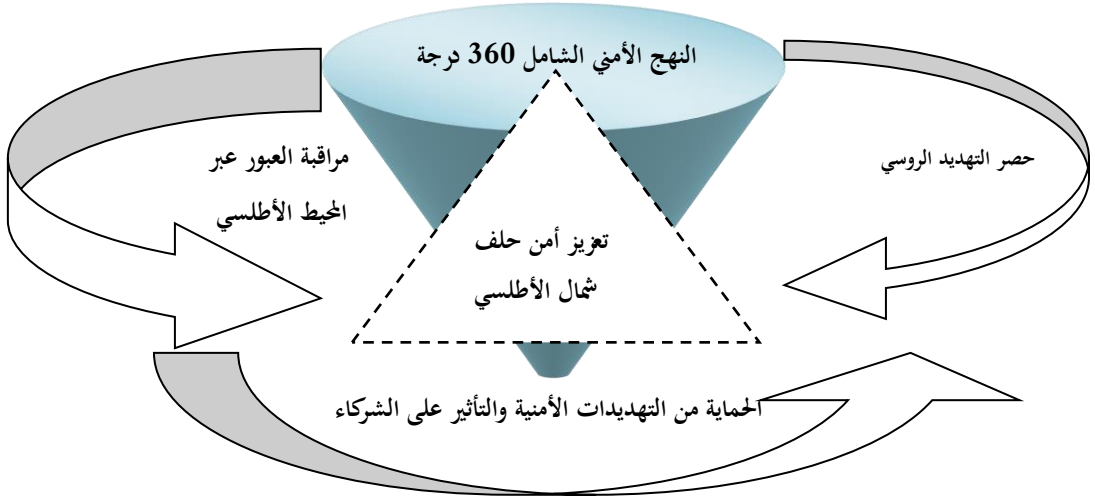 النهج الأمني الشامل 360 درجة
حصر التهديد الروسي
مراقبة العبور عبر
المحيط الأطلسي
تعزيز أمن حلف
شمال الأطلسي
الحماية من التهديدات الأمنية والتأثير على الشركاء